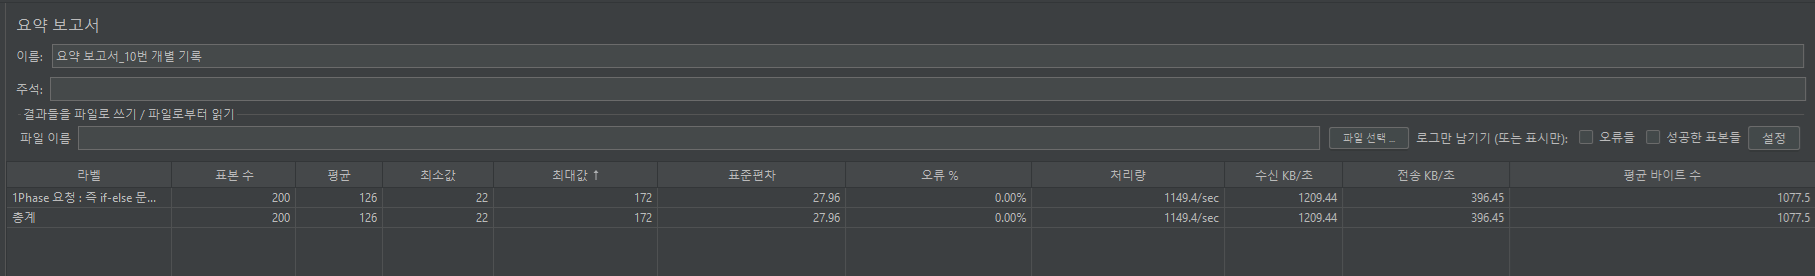 요약 보고서
이름: 요약 보고서_10번 개별 기록
주석:
결과들을 파일로 쓰기 / 파일로부터 읽기
파일 이름 파일 선택 ... 로그만 남기기 (또는 표시만): 오류들 성공한 표본들 설정
라벨 표본 수 평균 최소값 최대값 ↑ 표준편차 오류 % 처리량 수신 KB/초 전송 KB/초 평균 바이트 수
1Phase 요청 : 즉 if-else 문... 200 126 22 172 27.96 0.00% 1149.4/sec 1209.44 396.45 1077.5
총계 200 126 22 172 27.96 0.00% 1149.4/sec 1209.44 396.45 1077.5